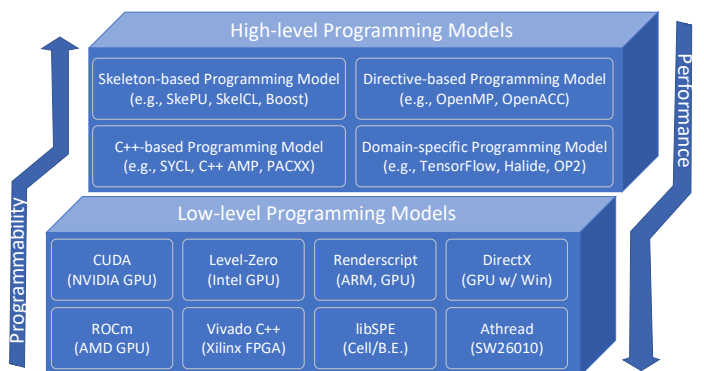 High-level Programming Models
Skeleton-based Programming Model
(e.g., SkePU, SkelCL, Boost)
Directive-based Programming Model
(e.g., OpenMP, OpenACC)
C++-based Programming Model
(e.g., SYCL, C++ AMP, PACXX)
Domain-specific Programming Model
(e.g., TensorFlow, Halide, OP2)
Low-level Programming Models
CUDA
(NVIDIA GPU)
Level-Zero
(Intel GPU)
Renderscript
(ARM, GPU)
DirectX
(GPU w/ Win)
ROCm
(AMD GPU)
Vivado C++
(Xilinx FPGA)
libSPE
(Cell/B.E.)
Athread
(SW26010)
Programmability
Performance